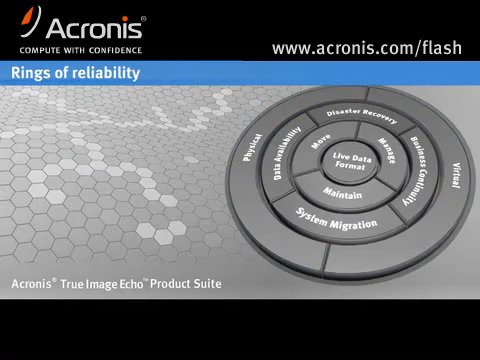 Acronis®
COMPUTE WITH CONFIDENCE
www.acronis.com/flash
Rings of reliability
Physical
Data Availability
Disaster Recovery
Business Continuity
Virtual
Move
Manage
Live Data
Format
Maintain
System Migration
Acronis® True Image Echo™ Product Suite